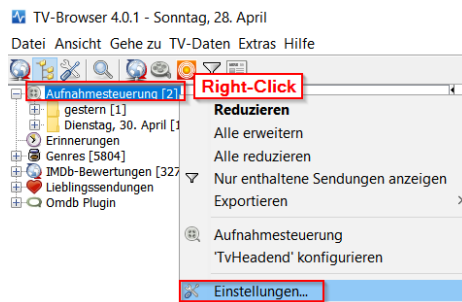 TV-Browser 4.0.1 - Sonntag, 28. April
Datei Ansicht Gehe zu TV-Daten Extras Hilfe
Aufnahmesteuerung [2]
Right-Click
gestern [1]
Dienstag, 30. April [1
Erinnerungen
Genres [5804]
IMDb-Bewertungen [327
Lieblingssendungen
Omdb Plugin
Reduzieren
Alle erweitern
Alle reduzieren
Nur enthaltene Sendungen anzeigen
Exportieren
Aufnahmesteuerung
'TvHeadend' konfigurieren
Einstellungen...